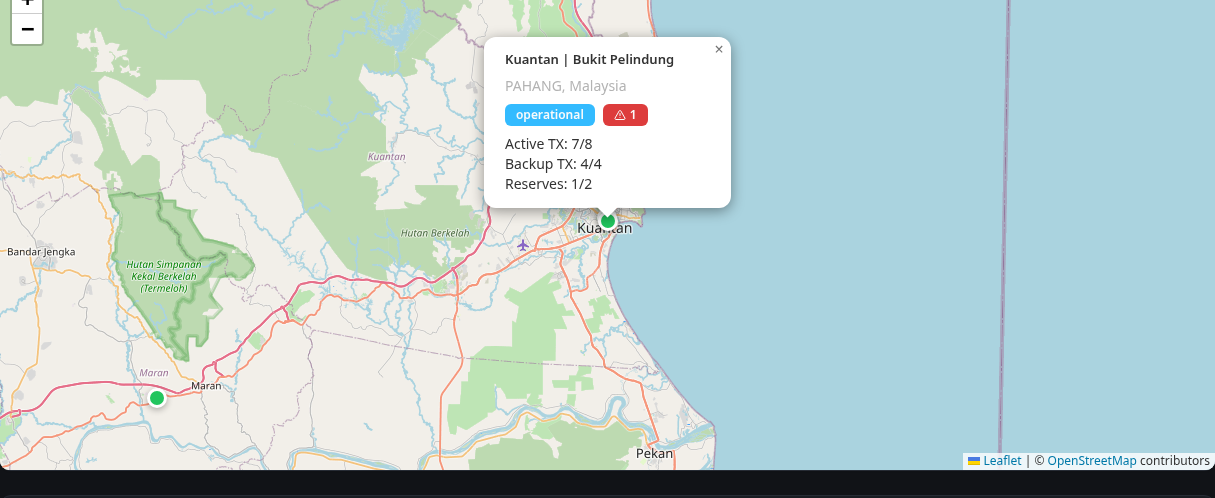 +
−
Kuantan | Bukit Pelindung
×
PAHANG, Malaysia
operational
⚠ 1
Active TX: 7/8
Backup TX: 4/4
Reserves: 1/2
Kuantan
Kuantan
Hutan Berkelah
Bandar Jengka
Hutan Simpanan
Kekal Berkelah
(Termeloh)
Maran
Maran
Pekan
Leaflet | © OpenStreetMap contributors